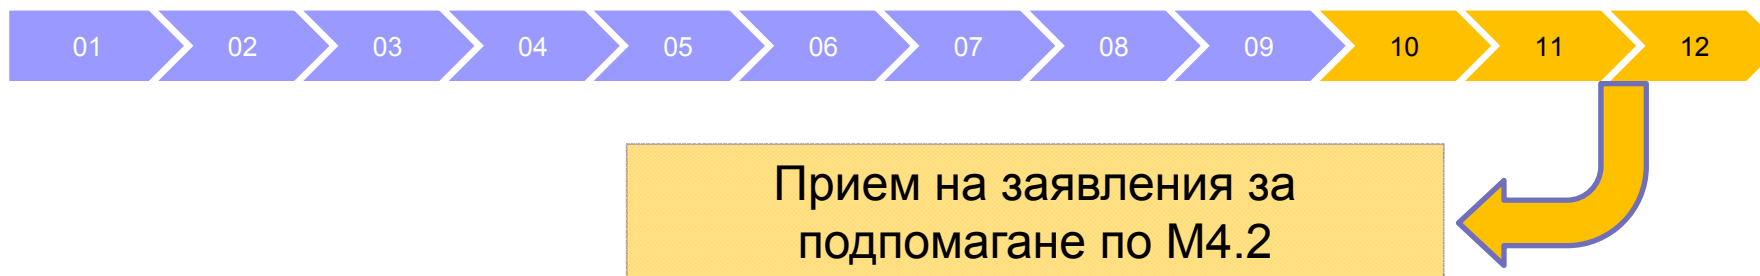 01 02 03 04 05 06 07 08 09 10 11 12
Прием на заявления за
подпомагане по М4.2